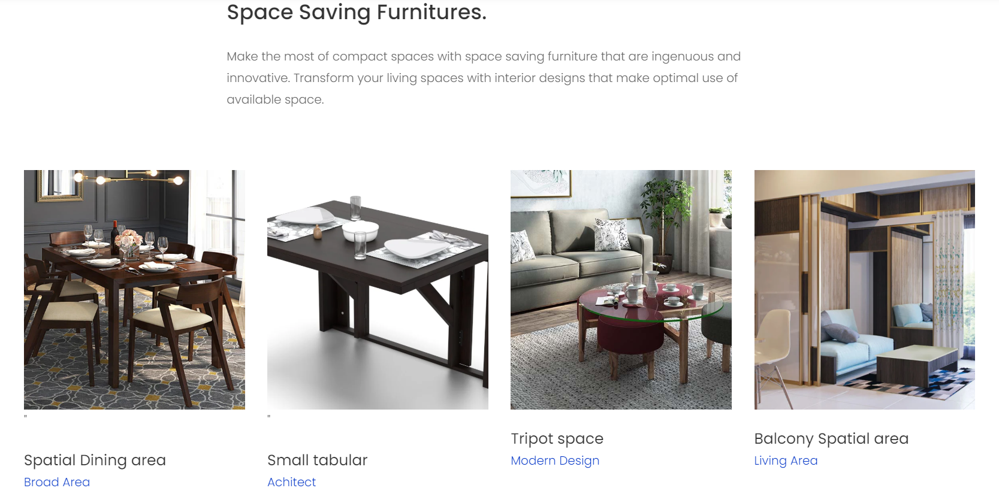 Space Saving Furnitures.
Make the most of compact spaces with space saving furniture that are ingenuous and
innovative. Transform your living spaces with interior designs that make optimal use of
available space.
"
Spatial Dining area
Broad Area
"
Small tabular
Achitect
Tripot space
Modern Design
Balcony Spatial area
Living Area